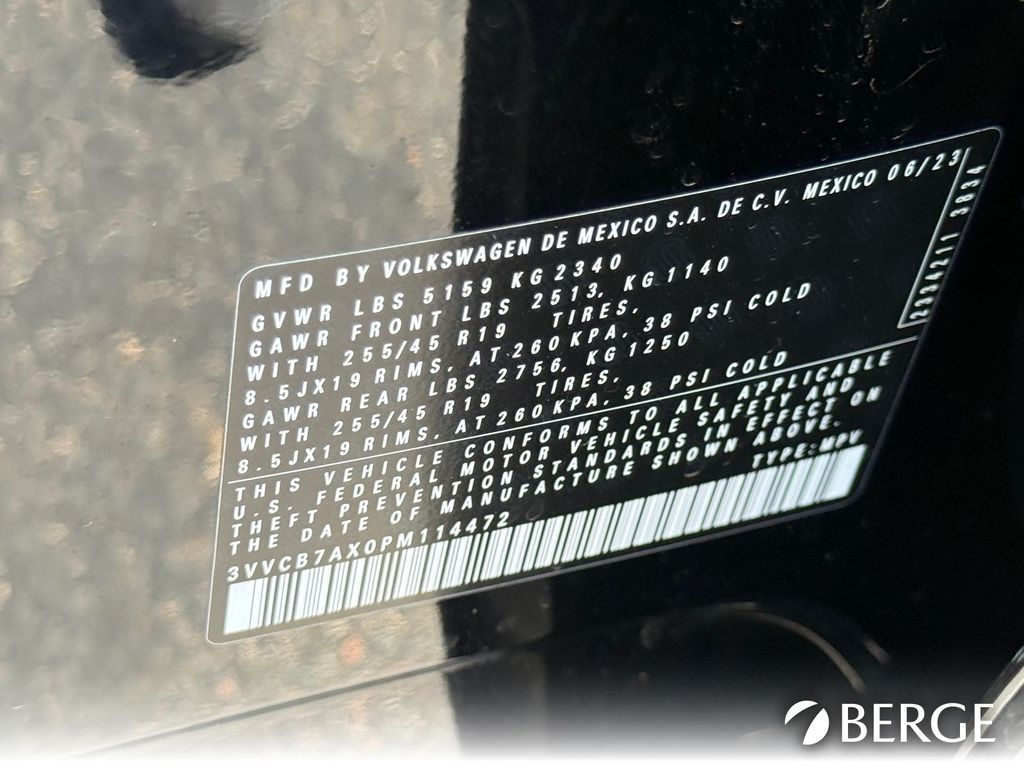 MFD BY VOLKSWAGEN DE MEXICO S.A. DE C.V. MEXICO 06/23
GVWR LBS 5159 KG 2340
GAWR FRONT LBS 2513, KG 1140
WITH 255/45 R19 TIRES,
8.5JX19 RIMS, AT 260 KPA, 38 PSI COLD
GAWR REAR LBS 2756, KG 1250
WITH 255/45 R19 TIRES,
8.5JX19 RIMS, AT 260 KPA, 38 PSI COLD
2334211 3834
THIS VEHICLE CONFORMS TO ALL APPLICABLE
U.S. FEDERAL MOTOR VEHICLE SAFETY AND
THEFT PREVENTION STANDARDS IN EFFECT ON
THE DATE OF MANUFACTURE SHOWN ABOVE.
3VVCB7AX0PM114472 TYPE: MPV
BERGE